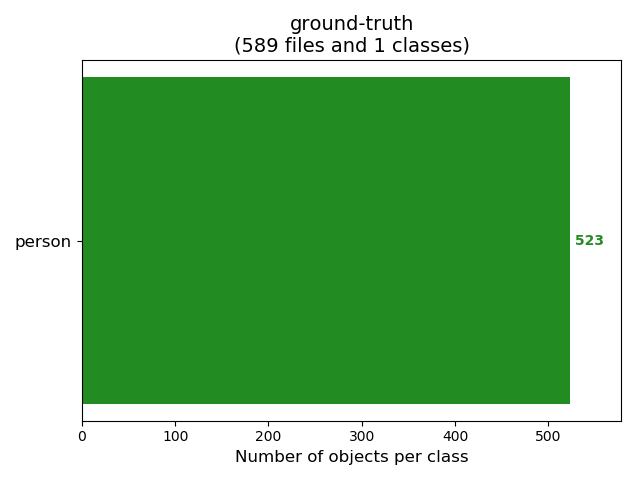 ground-truth
(589 files and 1 classes)
person
523
0 100 200 300 400 500
Number of objects per class